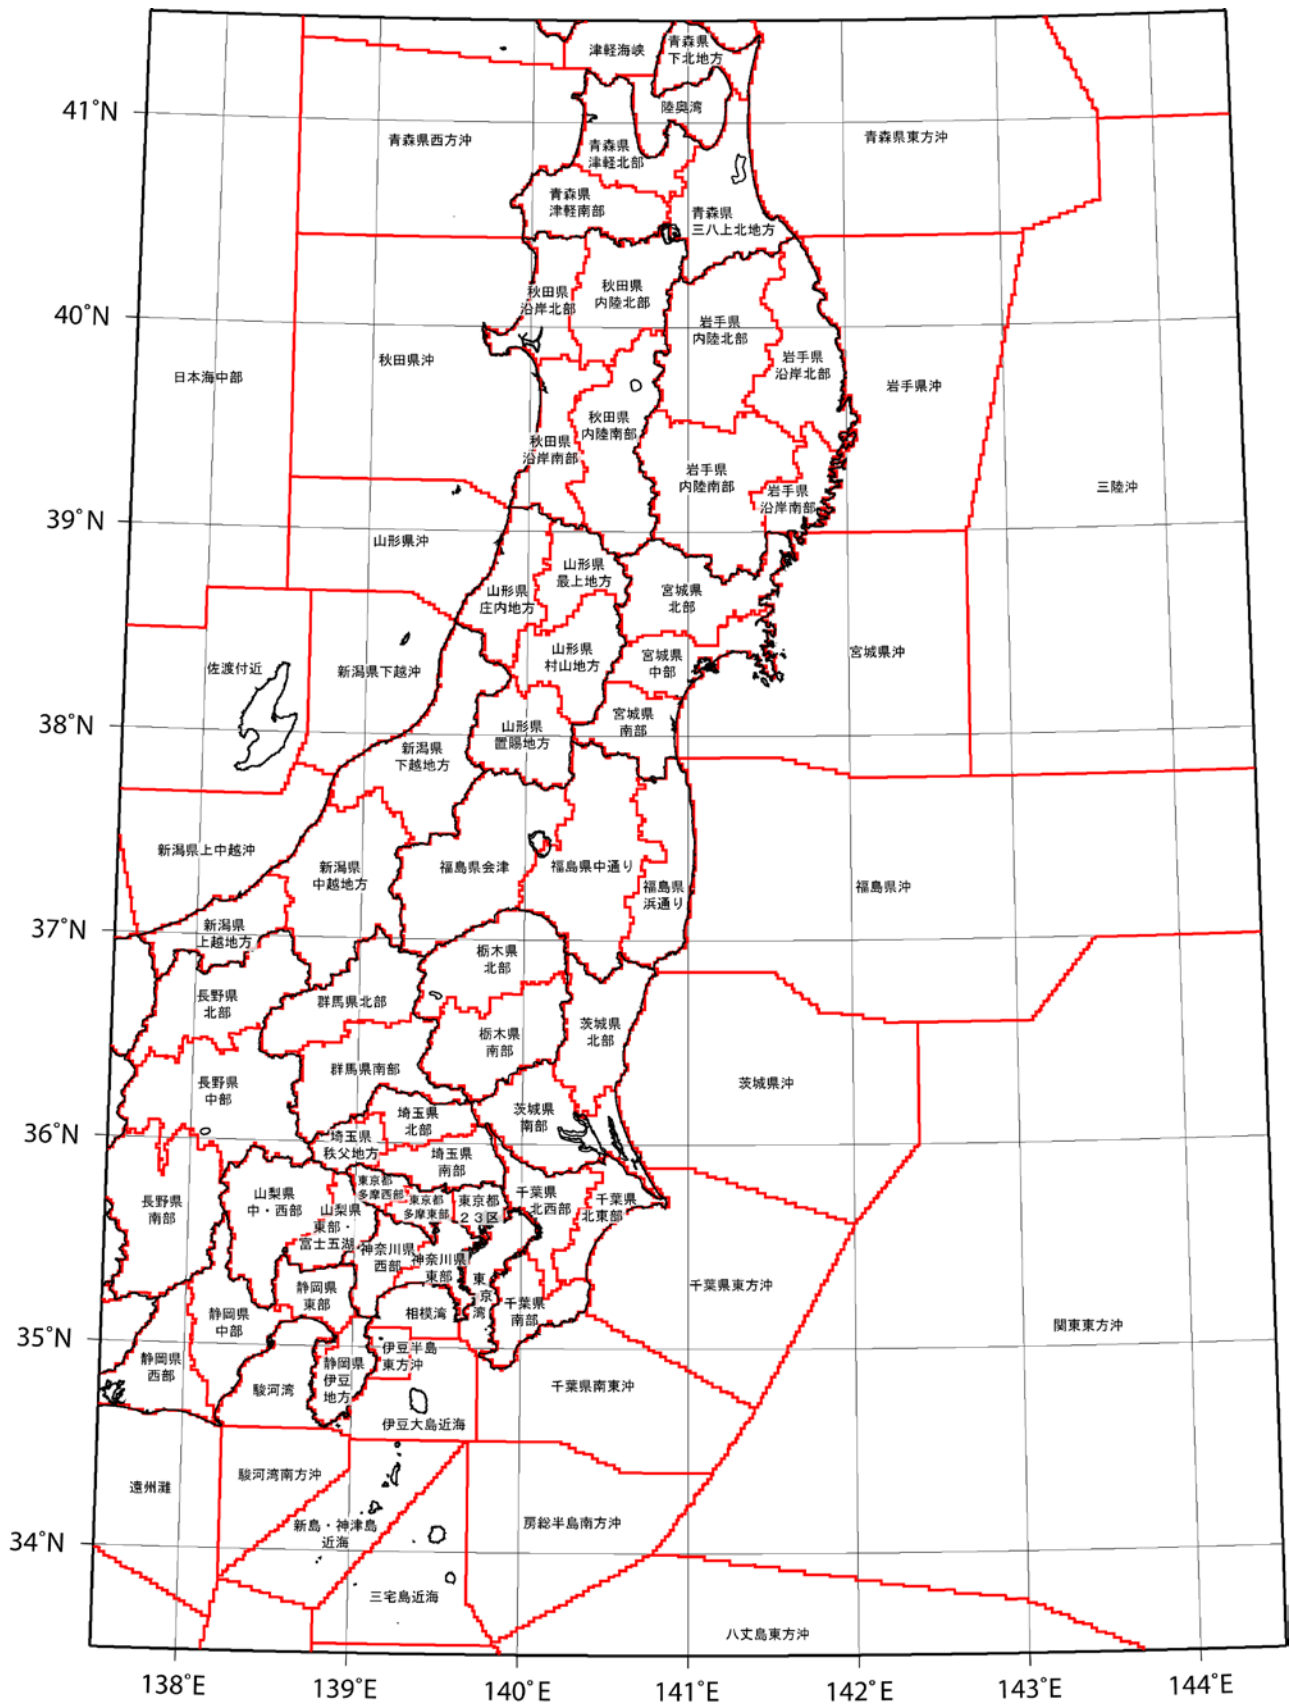 津軽海峡
青森県
下北地方
41°N
陸奥湾
青森県西方沖
青森県東方沖
青森県
津軽北部
青森県
津軽南部
青森県
三八上北地方
秋田県
沿岸北部
秋田県
内陸北部
40°N
岩手県
内陸北部
日本海中部
秋田県沖
岩手県
沿岸北部
岩手県沖
秋田県
内陸南部
秋田県
沿岸南部
岩手県
内陸南部
岩手県
沿岸南部
三陸沖
39°N
山形県沖
山形県
庄内地方
山形県
最上地方
宮城県
北部
佐渡付近
新潟県下越沖
山形県
村山地方
宮城県
中部
宮城県沖
38°N
新潟県
下越地方
山形県
置賜地方
宮城県
南部
新潟県上中越沖
新潟県
中越地方
福島県会津
福島県中通り
福島県
浜通り
福島県沖
37°N
新潟県
上越地方
栃木県
北部
長野県
北部
群馬県北部
栃木県
南部
茨城県
北部
長野県
中部
群馬県南部
茨城県沖
36°N
埼玉県
北部
茨城県
南部
埼玉県
秩父地方
埼玉県
南部
長野県
南部
山梨県
中・西部
山梨県
東部・
富士五湖
東京都
多摩西部
東京都
多摩東部
東京都
２３区
千葉県
北西部
千葉県
北東部
神奈川県
西部
神奈川県
東部
東
京
湾
千葉県東方沖
静岡県
東部
静岡県
中部
相模湾
千葉県
南部
35°N
関東東方沖
静岡県
西部
駿河湾
静岡県
伊豆
地方
伊豆半島
東方沖
千葉県南東沖
伊豆大島近海
遠州灘
駿河湾南方沖
新島・神津島
近海
房総半島南方沖
34°N
三宅島近海
八丈島東方沖
138°E
139°E
140°E
141°E
142°E
143°E
144°E